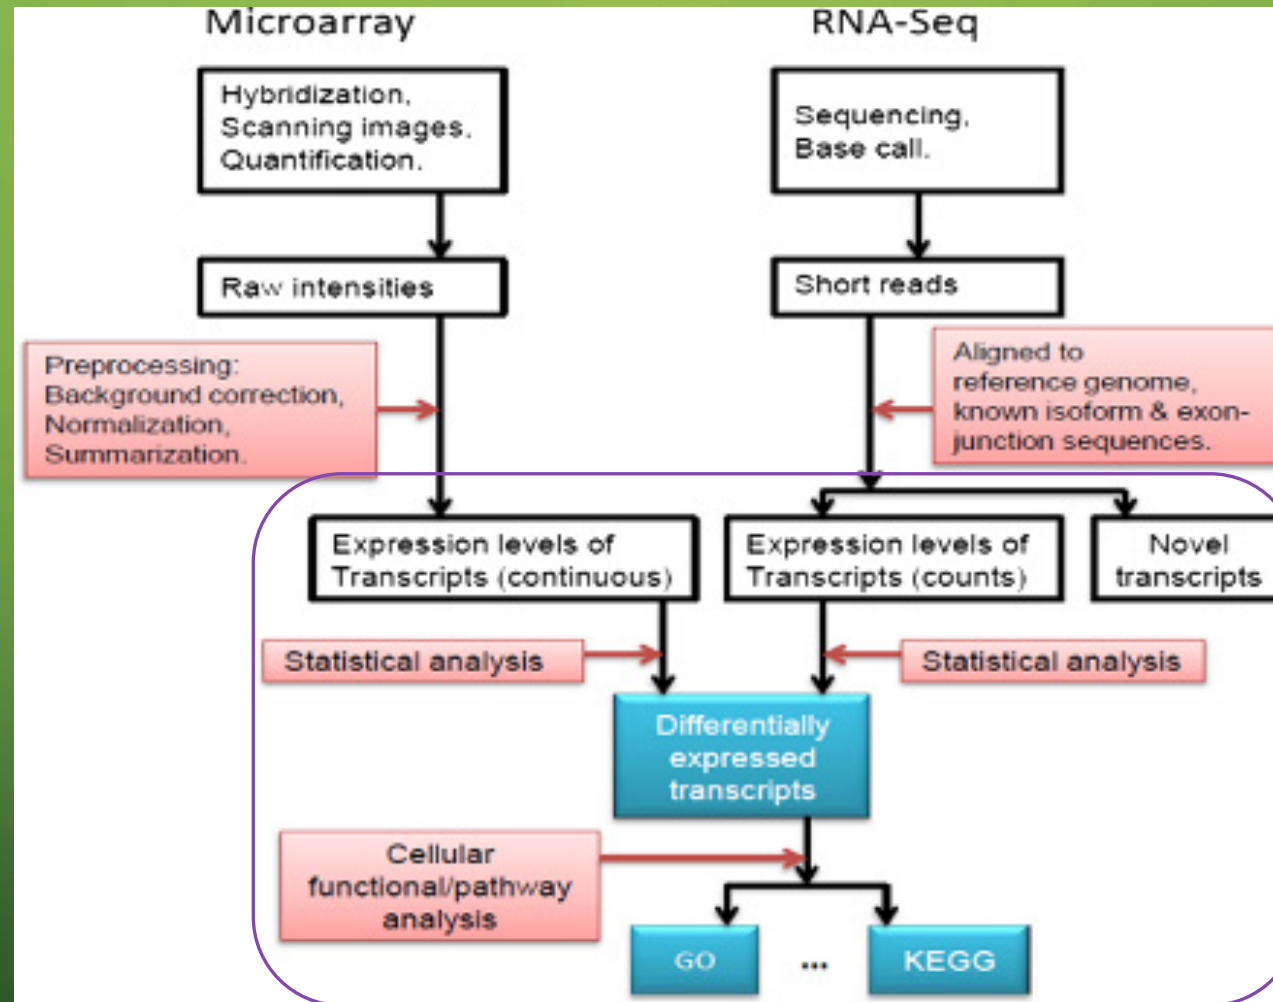 Microarray
RNA-Seq
Hybridization,
Scanning images.
Quantification.
Sequencing,
Base call.
Raw intensities
Short reads
Preprocessing:
Background correction,
Normalization,
Summarization.
Aligned to
reference genome,
known isoform & exon-
junction sequences.
Expression levels of
Transcripts (continuous)
Expression levels of
Transcripts (counts)
Novel
transcripts
Statistical analysis
Statistical analysis
Differentially
expressed
transcripts
Cellular
functional/pathway
analysis
GO
...
KEGG